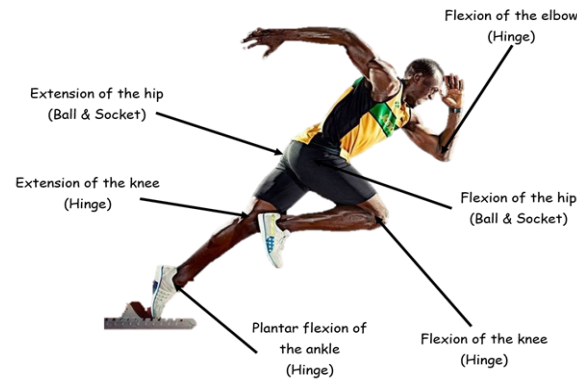 Flexion of the elbow
(Hinge)
Extension of the hip
(Ball & Socket)
Extension of the knee
(Hinge)
Flexion of the hip
(Ball & Socket)
Plantar flexion of
the ankle
(Hinge)
Flexion of the knee
(Hinge)